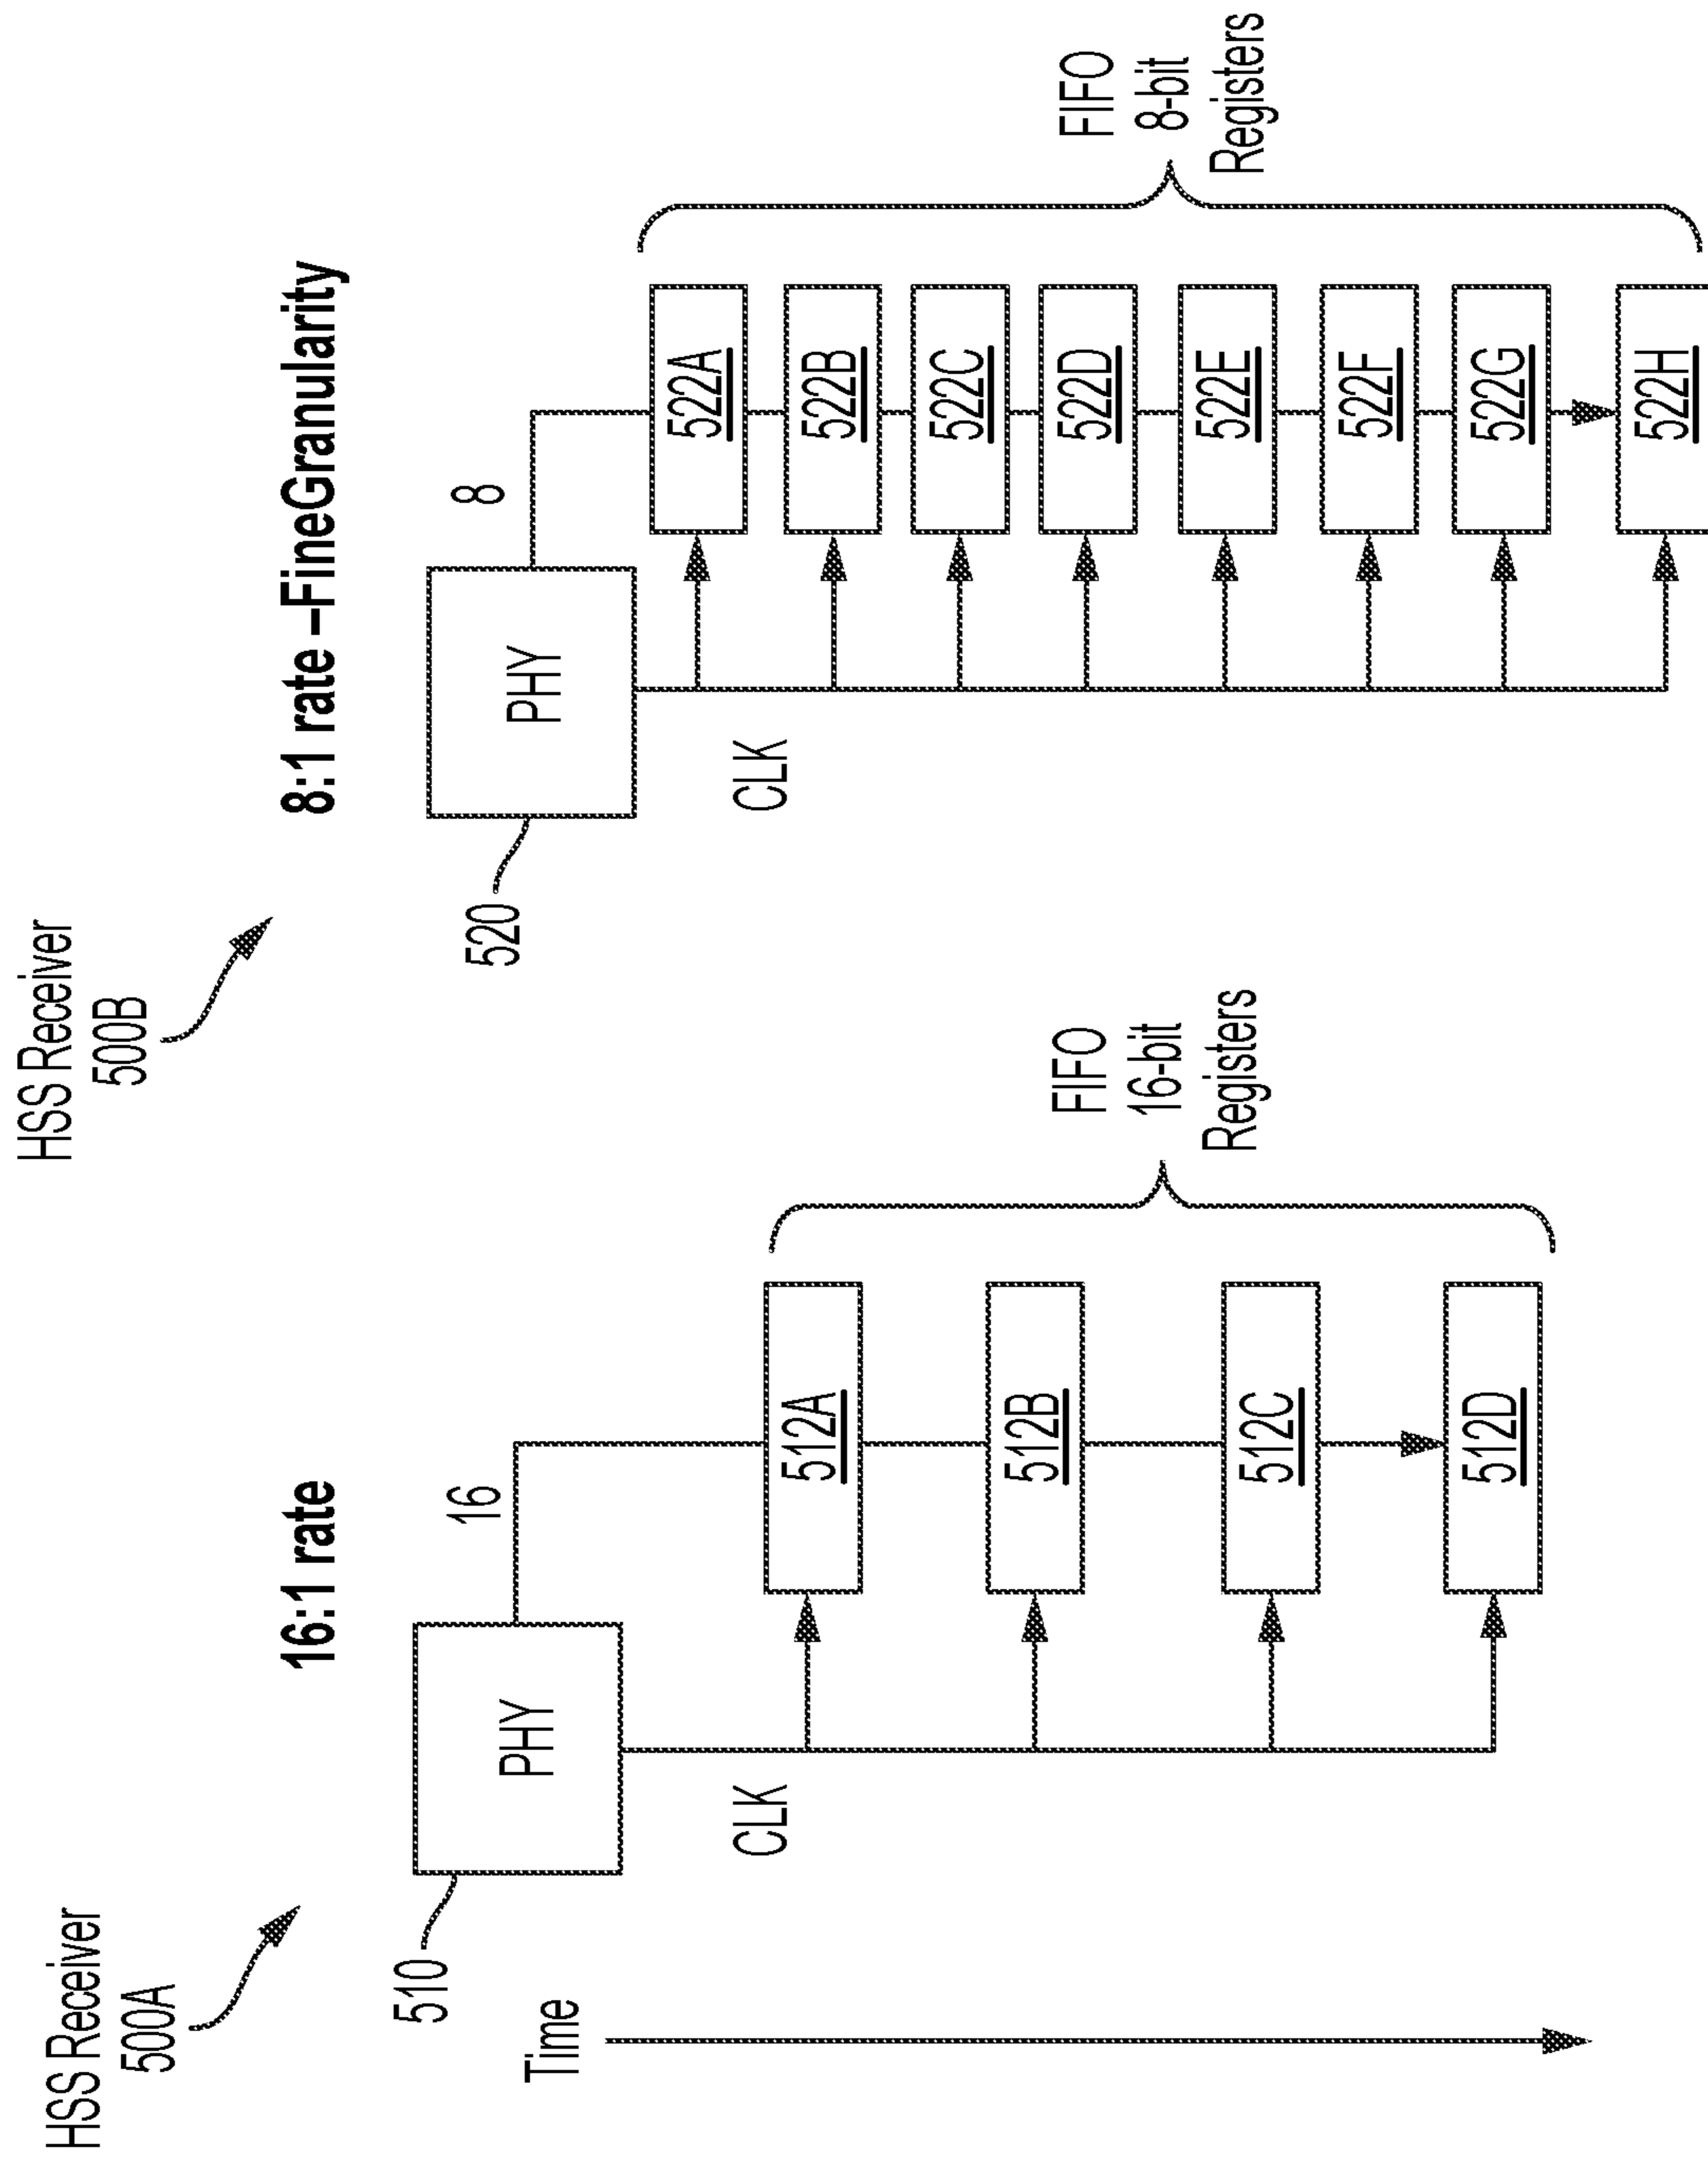 HSS Receiver
500A
16:1 rate
510
PHY
16
CLK
Time
512A
512B
512C
512D
FIFO
16-bit
Registers
HSS Receiver
500B
8:1 rate –FineGranularity
520
PHY
8
CLK
522A
522B
522C
522D
522E
522F
522G
522H
FIFO
8-bit
Registers